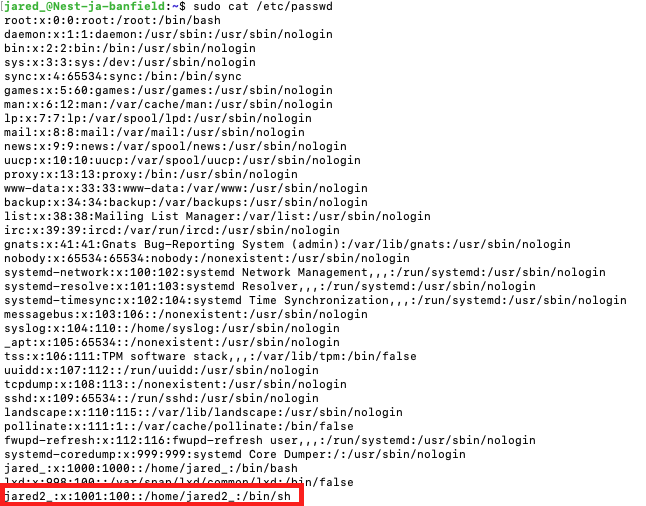 [jared_@Nest-ja-banfield:~$ sudo cat /etc/passwd
root:x:0:0:root:/root:/bin/bash
daemon:x:1:1:daemon:/usr/sbin:/usr/sbin/nologin
bin:x:2:2:bin:/bin:/usr/sbin/nologin
sys:x:3:3:sys:/dev:/usr/sbin/nologin
sync:x:4:65534:sync:/bin:/bin/sync
games:x:5:60:games:/usr/games:/usr/sbin/nologin
man:x:6:12:man:/var/cache/man:/usr/sbin/nologin
lp:x:7:7:lp:/var/spool/lpd:/usr/sbin/nologin
mail:x:8:8:mail:/var/mail:/usr/sbin/nologin
news:x:9:9:news:/var/spool/news:/usr/sbin/nologin
uucp:x:10:10:uucp:/var/spool/uucp:/usr/sbin/nologin
proxy:x:13:13:proxy:/bin:/usr/sbin/nologin
www-data:x:33:33:www-data:/var/www:/usr/sbin/nologin
backup:x:34:34:backup:/var/backups:/usr/sbin/nologin
list:x:38:38:Mailing List Manager:/var/list:/usr/sbin/nologin
irc:x:39:39:ircd:/var/run/ircd:/usr/sbin/nologin
gnats:x:41:41:Gnats Bug-Reporting System (admin):/var/lib/gnats:/usr/sbin/nologin
nobody:x:65534:65534:nobody:/nonexistent:/usr/sbin/nologin
systemd-network:x:100:102:systemd Network Management,,,:/run/systemd:/usr/sbin/nologin
systemd-resolve:x:101:103:systemd Resolver,,,:/run/systemd:/usr/sbin/nologin
systemd-timesync:x:102:104:systemd Time Synchronization,,,:/run/systemd:/usr/sbin/nologin
messagebus:x:103:106::/nonexistent:/usr/sbin/nologin
syslog:x:104:110::/home/syslog:/usr/sbin/nologin
_apt:x:105:65534::/nonexistent:/usr/sbin/nologin
tss:x:106:111:TPM software stack,,,:/var/lib/tpm:/bin/false
uuidd:x:107:112::/run/uuidd:/usr/sbin/nologin
tcpdump:x:108:113::/nonexistent:/usr/sbin/nologin
sshd:x:109:65534::/run/sshd:/usr/sbin/nologin
landscape:x:110:115::/var/lib/landscape:/usr/sbin/nologin
pollinate:x:111:1::/var/cache/pollinate:/bin/false
fwupd-refresh:x:112:116:fwupd-refresh user,,,:/run/systemd:/usr/sbin/nologin
systemd-coredump:x:999:999:systemd Core Dumper:/:/usr/sbin/nologin
jared_:x:1000:1000::/home/jared_:/bin/bash
lxd:x:998:100::/var/snap/lxd/common/lxd:/bin/false
jared2_:x:1001:100::/home/jared2_:/bin/sh